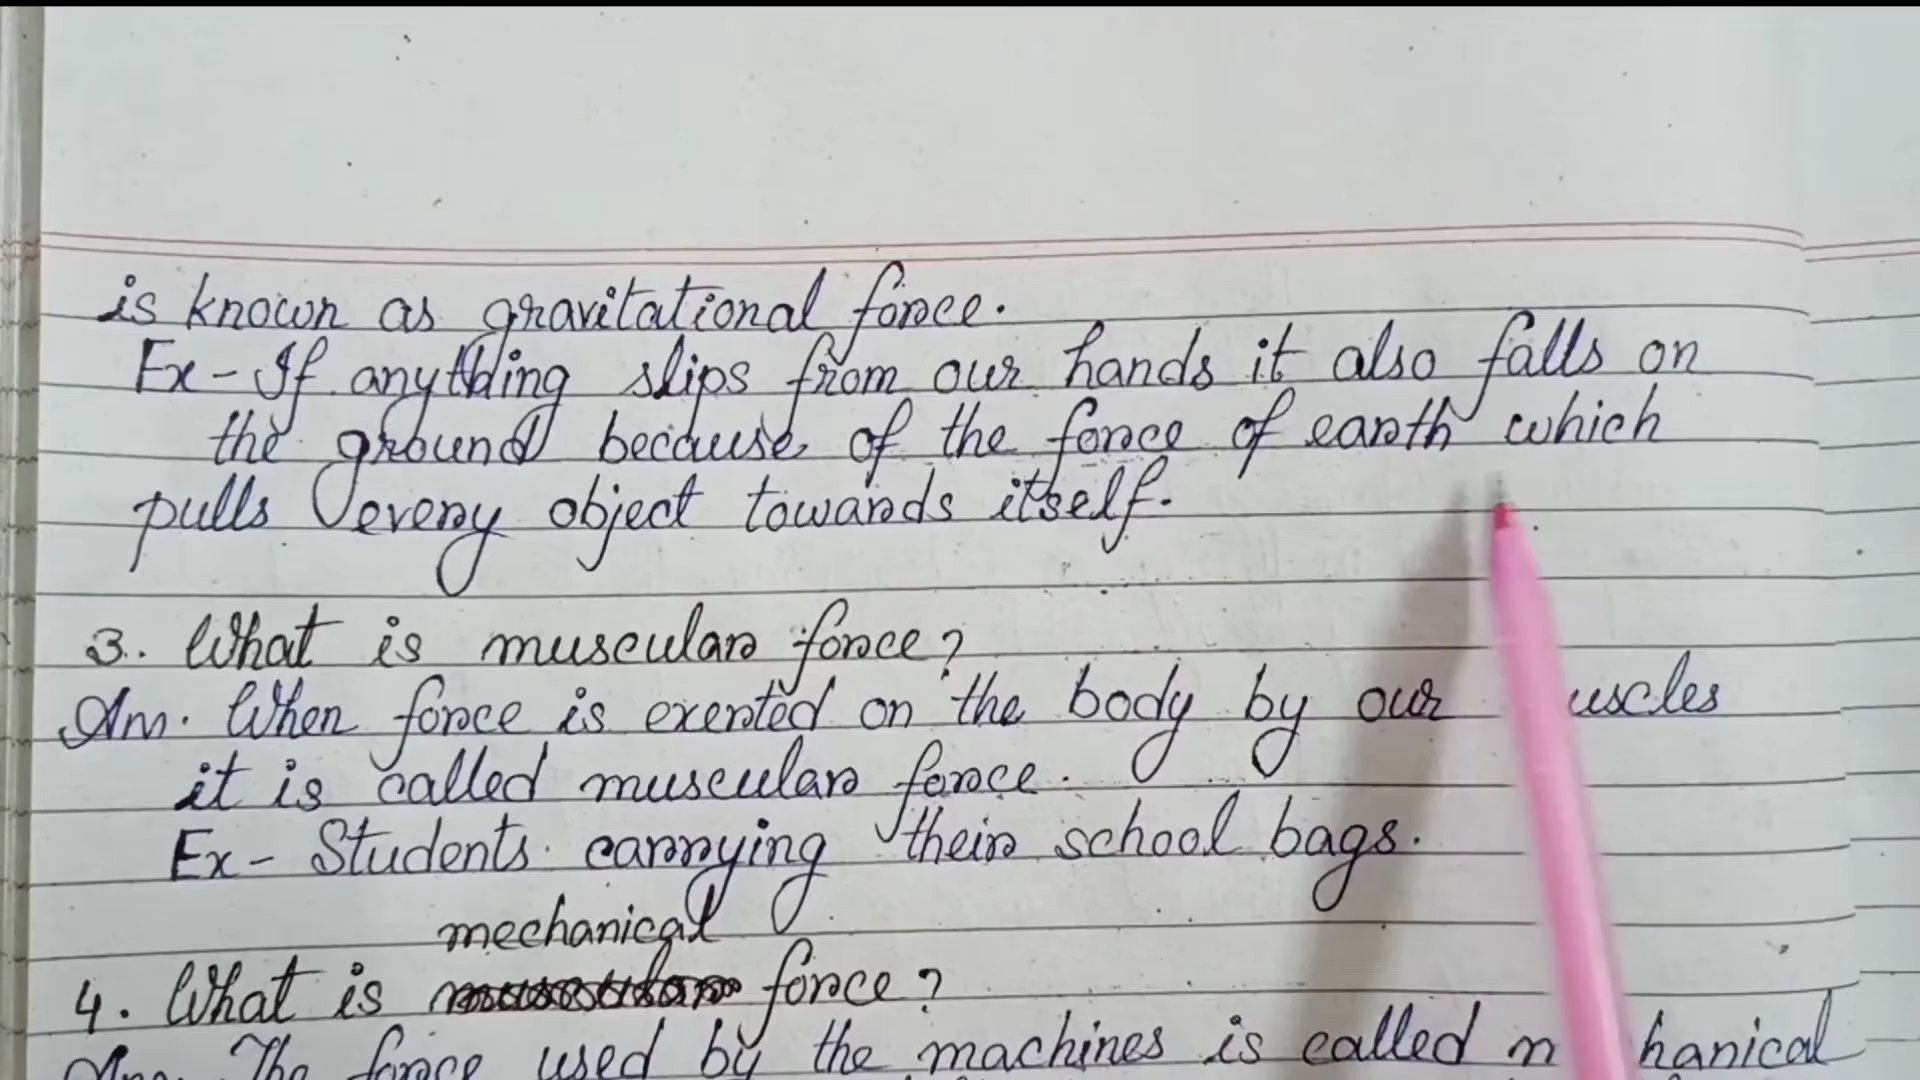 is known as gravitational force.
Ex - If anything slips from our hands it also falls on
the ground because of the force of earth which
pulls every object towards itself.
3. What is muscular force?
Ans. When force is exerted on the body by our uscles
it is called muscular force.
Ex - Students carrying their school bags.
mechanical
4. What is force?
Ans. The force used by the machines is called m hanical